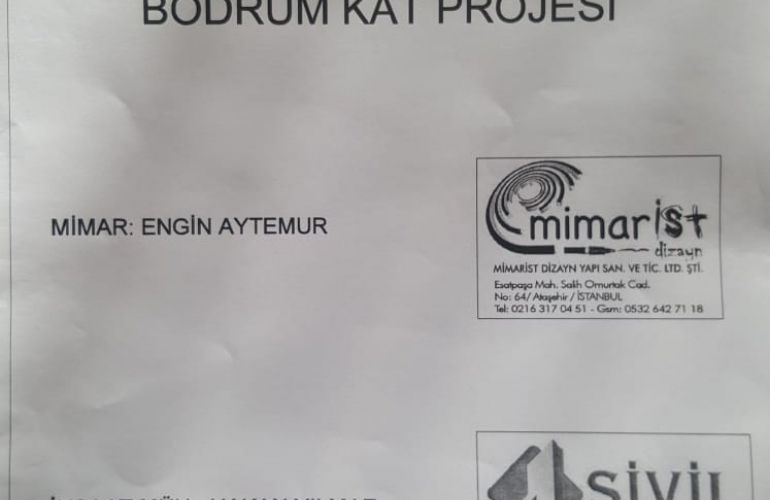 BODRUM KAT PROJESİ
MİMAR: ENGİN AYTEMUR
mimarist
dizayn
MİMARİST DİZAYN YAPI SAN. VE TİC. LTD. ŞTİ.
Esatpaşa Mah. Salih Omurtak Cad.
No: 64/ Ataşehir / İSTANBUL
Tel: 0216 317 04 51 - Gsm: 0532 642 71 18
SİVİL